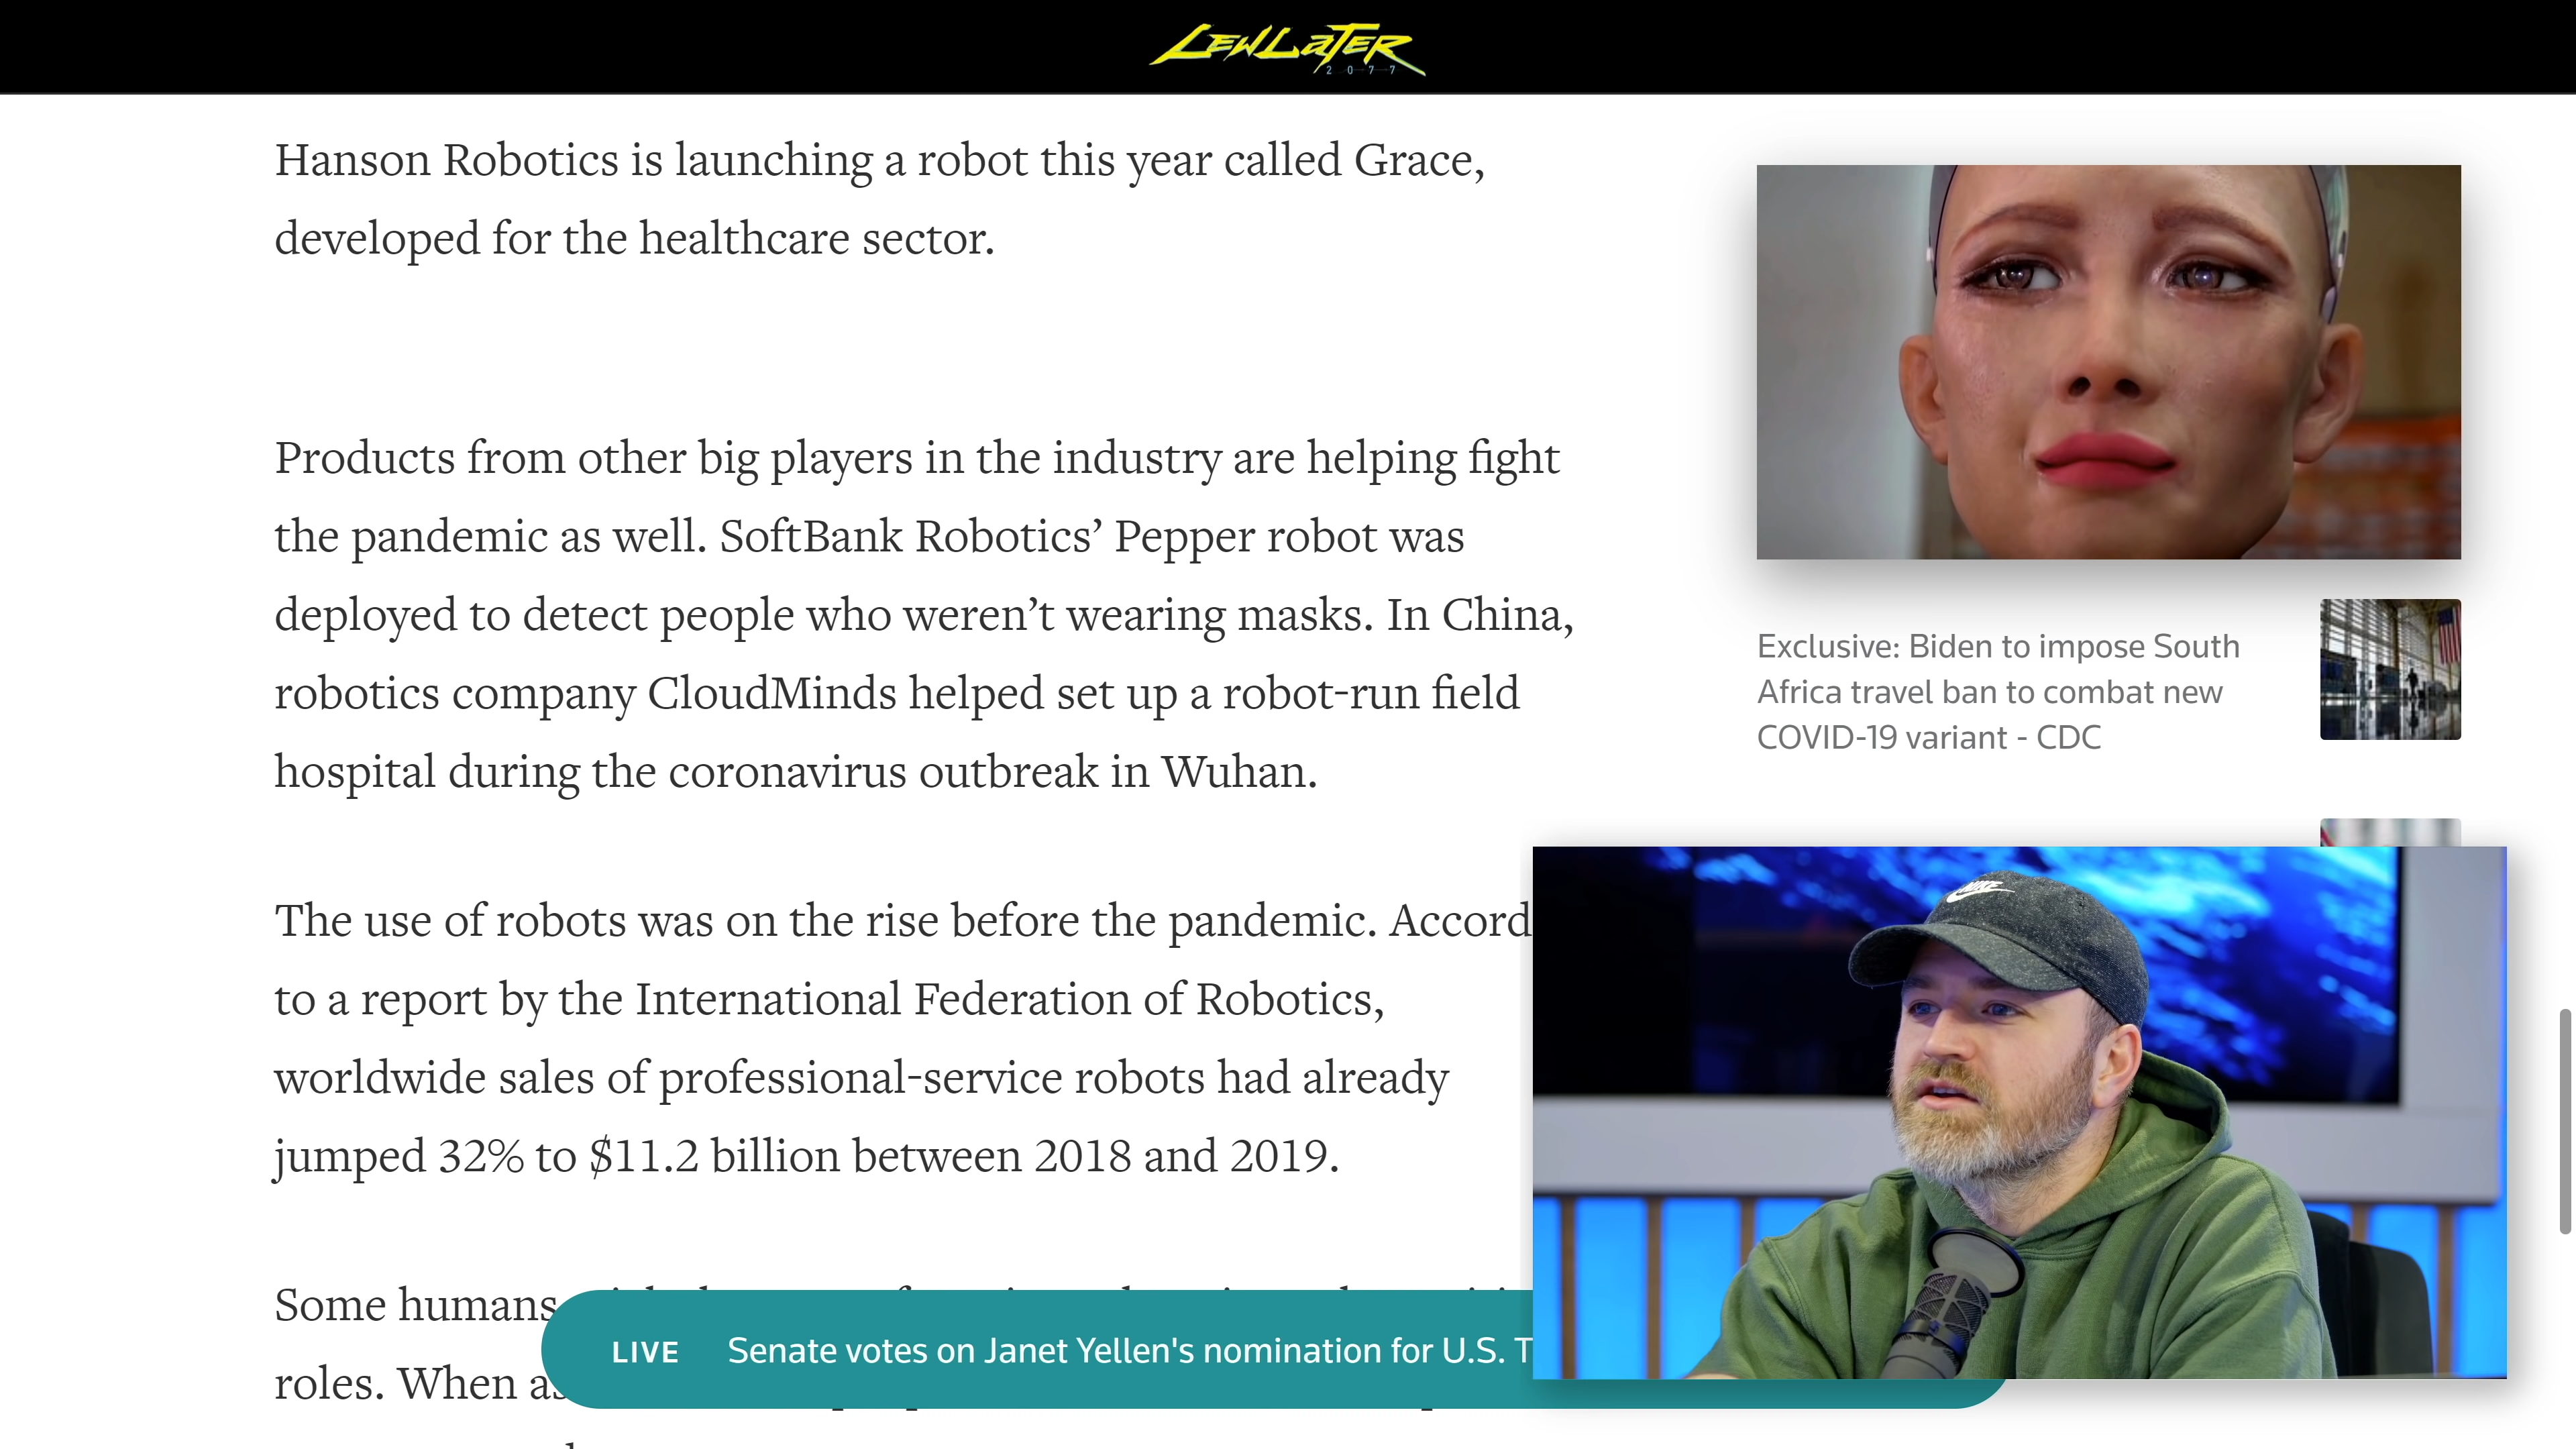 LEWLATER
2077
Hanson Robotics is launching a robot this year called Grace,
developed for the healthcare sector.
Products from other big players in the industry are helping fight
the pandemic as well. SoftBank Robotics’ Pepper robot was
deployed to detect people who weren’t wearing masks. In China,
robotics company CloudMinds helped set up a robot-run field
hospital during the coronavirus outbreak in Wuhan.
The use of robots was on the rise before the pandemic. Accord
to a report by the International Federation of Robotics,
worldwide sales of professional-service robots had already
jumped 32% to $11.2 billion between 2018 and 2019.
Some humans
roles. When as
LIVE Senate votes on Janet Yellen's nomination for U.S. T
Exclusive: Biden to impose South
Africa travel ban to combat new
COVID-19 variant - CDC
NIKE